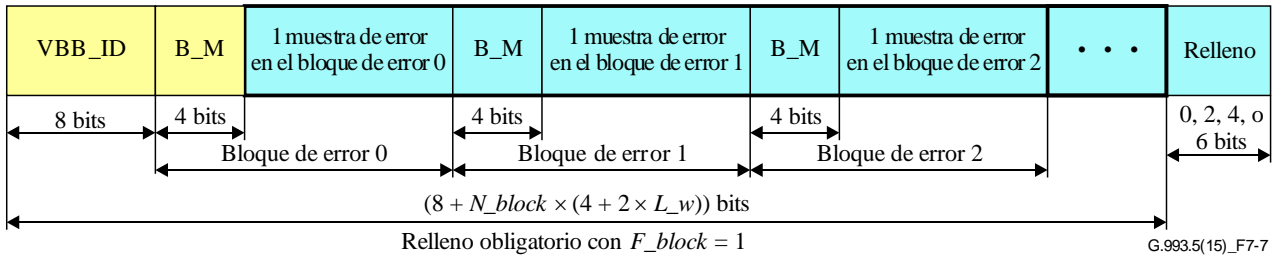 VBB_ID
B_M
1 muestra de error
en el bloque de error 0
B_M
1 muestra de error
en el bloque de error 1
B_M
1 muestra de error
en el bloque de error 2
• • •
Relleno
8 bits
4 bits
4 bits
4 bits
0, 2, 4, o
6 bits
Bloque de error 0
Bloque de error 1
Bloque de error 2
(8 + N_block × (4 + 2 × L_w)) bits
Relleno obligatorio con F_block = 1
G.993.5(15)_F7-7